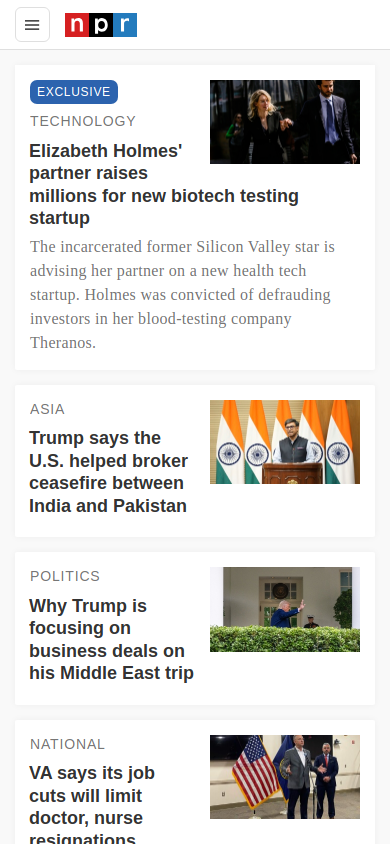 npr
EXCLUSIVE
TECHNOLOGY
Elizabeth Holmes'
partner raises
millions for new biotech testing
startup
The incarcerated former Silicon Valley star is
advising her partner on a new health tech
startup. Holmes was convicted of defrauding
investors in her blood-testing company
Theranos.
ASIA
Trump says the
U.S. helped broker
ceasefire between
India and Pakistan
POLITICS
Why Trump is
focusing on
business deals on
his Middle East trip
NATIONAL
VA says its job
cuts will limit
doctor, nurse
resignations